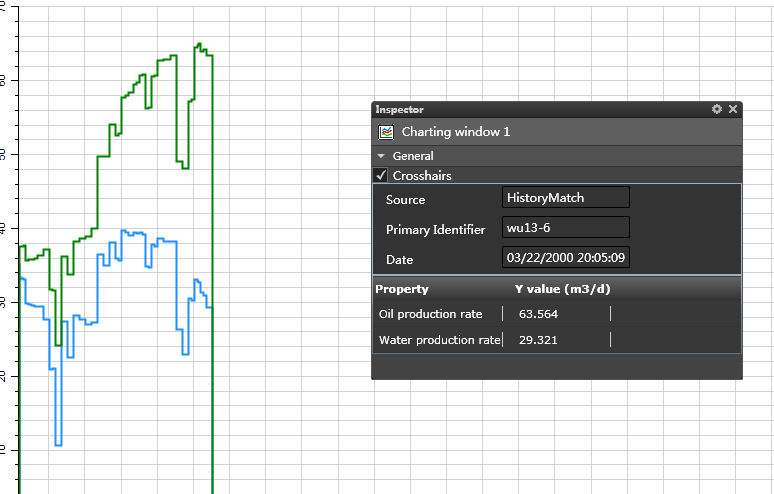 70
60
50
40
30
20
10
Inspector
Charting window 1
General
Crosshairs
Source HistoryMatch
Primary Identifier wu13-6
Date 03/22/2000 20:05:09
Property Y value (m3/d)
Oil production rate 63.564
Water production rate 29.321